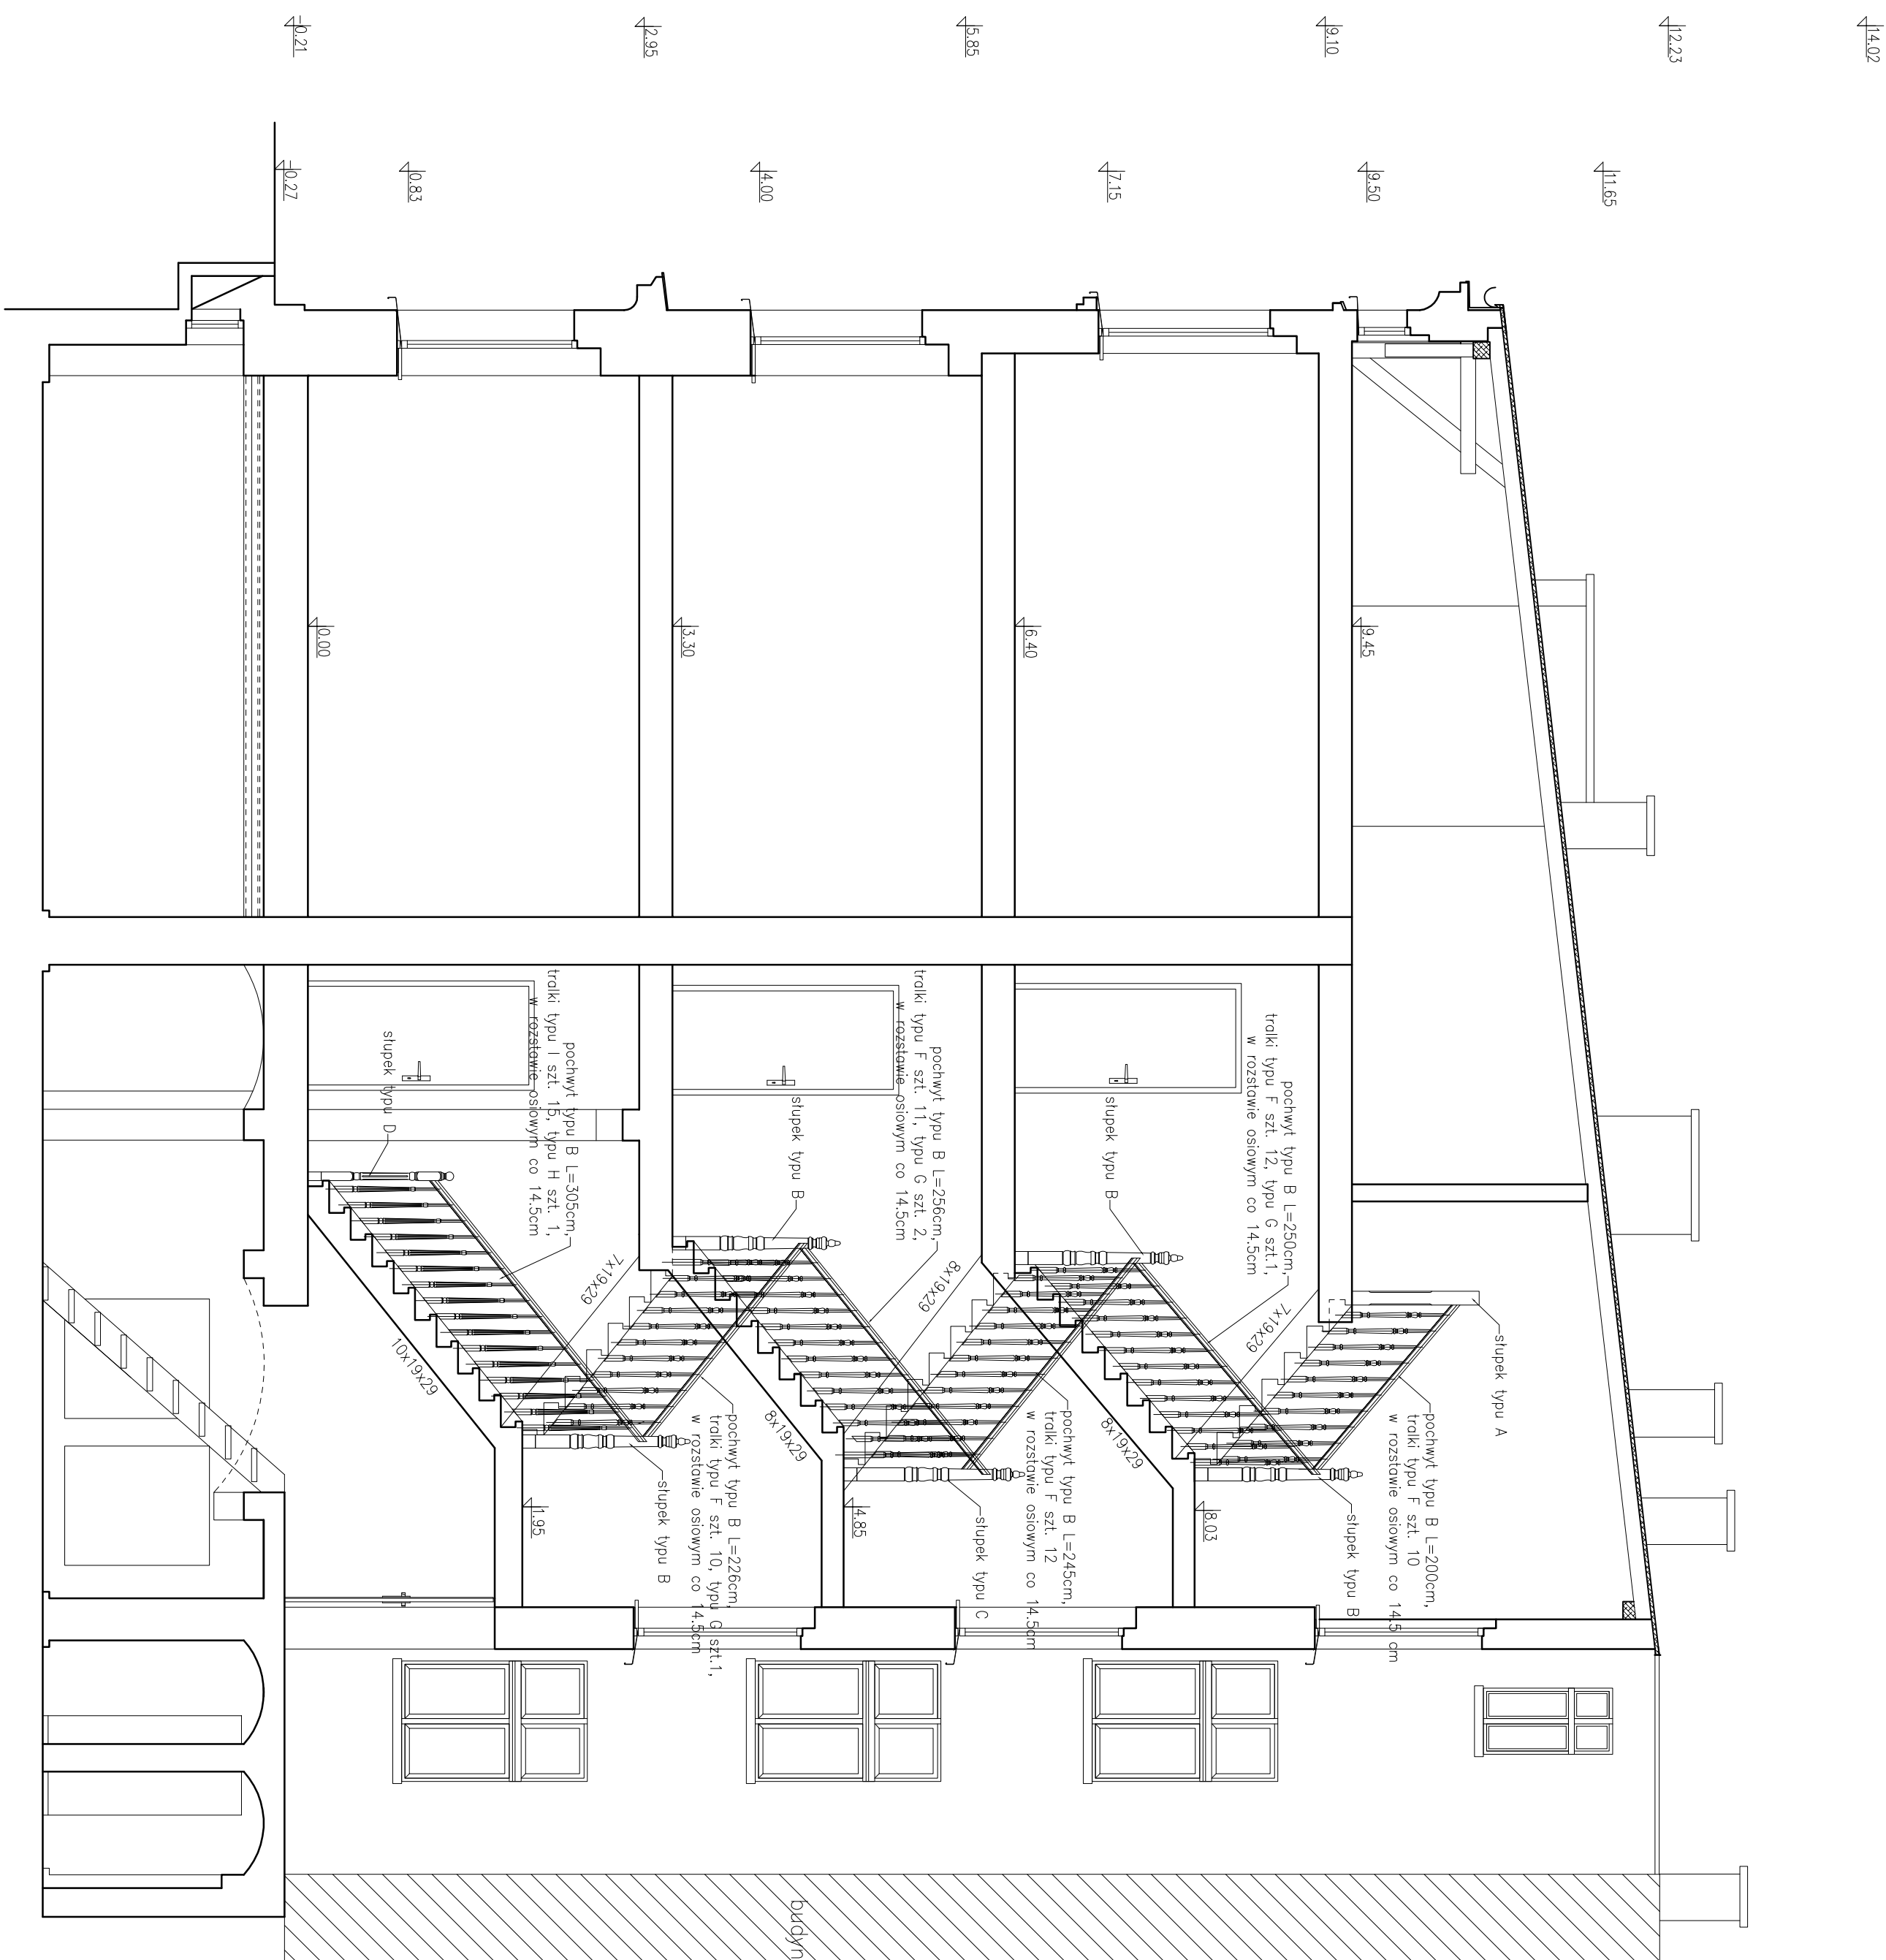 -0.21
2.95
5.85
9.10
12.23
14.02
-0.27
0.83
4.00
7.15
9.50
11.65
0.00
3.30
6.40
9.45
pochwyt typu B L=305cm,
tralki typu I szt. 15, typu H szt. 1,
w rozstawie osiowym co 14.5cm
słupek typu D
pochwyt typu B L=256cm,
tralki typu F szt. 11, typu G szt. 2,
w rozstawie osiowym co 14.5cm
słupek typu B
pochwyt typu B L=250cm,
tralki typu F szt. 12, typu G szt.1,
w rozstawie osiowym co 14.5cm
słupek typu B
słupek typu A
10x19x29
7x19x29
8x19x29
8x19x29
8x19x29
7x19x29
pochwyt typu B L=226cm,
tralki typu F szt. 10, typu G szt.1,
w rozstawie osiowym co 14.5cm
słupek typu B
pochwyt typu B L=245cm,
tralki typu F szt. 12
w rozstawie osiowym co 14.5cm
słupek typu C
pochwyt typu B L=200cm,
tralki typu F szt. 10
w rozstawie osiowym co 14.5 cm
słupek typu B
1.95
4.85
8.03
budyn